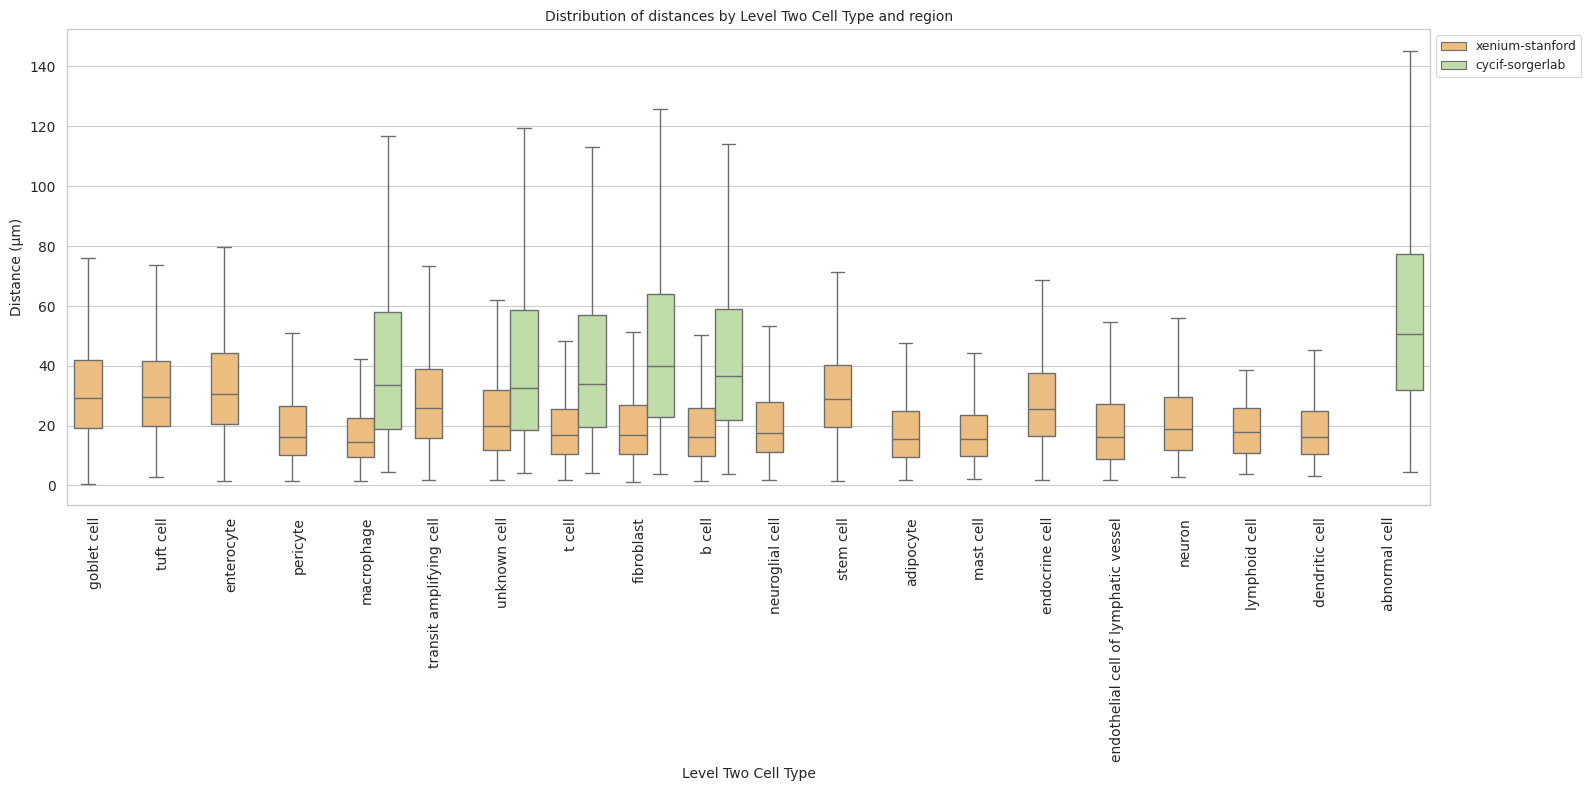 Distribution of distances by Level Two Cell Type and region
xenium-stanford
cycif-sorgerlab
Distance (μm)
140
120
100
80
60
40
20
0
goblet cell
tuft cell
enterocyte
pericyte
macrophage
transit amplifying cell
unknown cell
t cell
fibroblast
b cell
neuroglial cell
stem cell
adipocyte
mast cell
endocrine cell
endothelial cell of lymphatic vessel
neuron
lymphoid cell
dendritic cell
abnormal cell
Level Two Cell Type